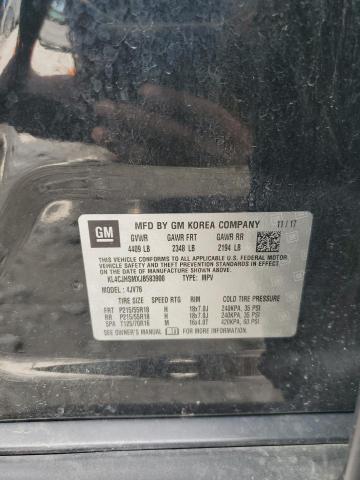 GM
MFD BY GM KOREA COMPANY
11/17
GVWR GAWR FRT GAWR RR
4409 LB 2348 LB 2194 LB
THIS VEHICLE CONFORMS TO ALL APPLICABLE U.S. FEDERAL
MOTOR VEHICLE SAFETY, BUMPER, AND THEFT PREVENTION
STANDARDS IN EFFECT ON THE DATE OF MANUFACTURE SHOWN ABOVE.
KL4CJHSMXJB583900 TYPE: MPV
MODEL: 4JV76
TIRE SIZE SPEED RTG RIM COLD TIRE PRESSURE
FRT P215/55R18 H 18x7.0J 240KPA, 35 PSI
RR P215/55R18 H 18x7.0J 240KPA, 35 PSI
SPA T125/70R16 M 16x4.0T 420KPA, 60 PSI
SEE OWNER'S MANUAL FOR ADDITIONAL INFORMATION